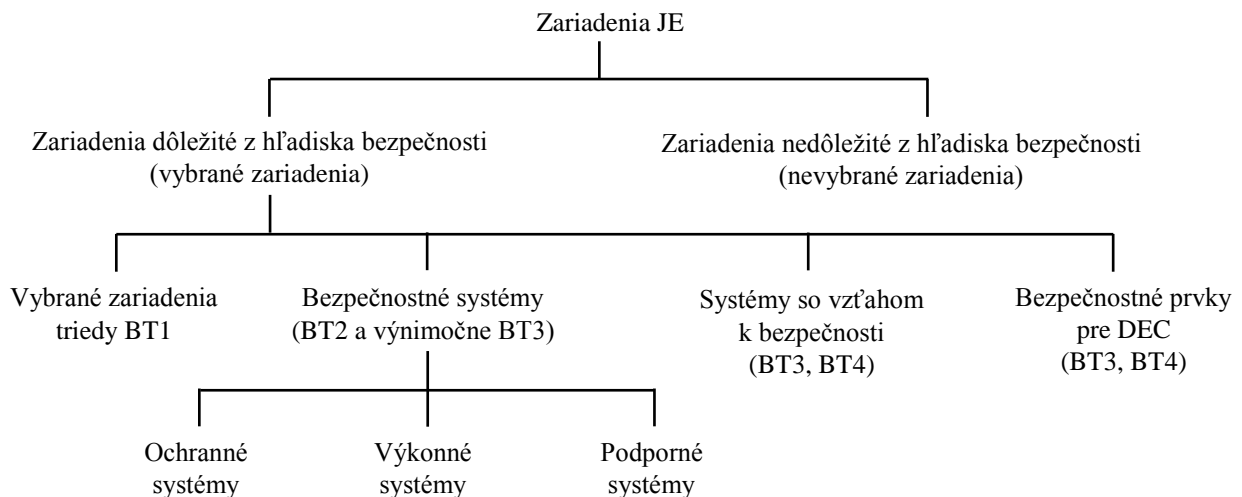 Zariadenia JE
Zariadenia dôležité z hľadiska bezpečnosti
(vybrané zariadenia)
Zariadenia nedôležité z hľadiska bezpečnosti
(nevybrané zariadenia)
Vybrané zariadenia
triedy BT1
Bezpečnostné systémy
(BT2 a výnimočne BT3)
Systémy so vzťahom
k bezpečnosti
(BT3, BT4)
Bezpečnostné prvky
pre DEC
(BT3, BT4)
Ochranné
systémy
Výkonné
systémy
Podporné
systémy